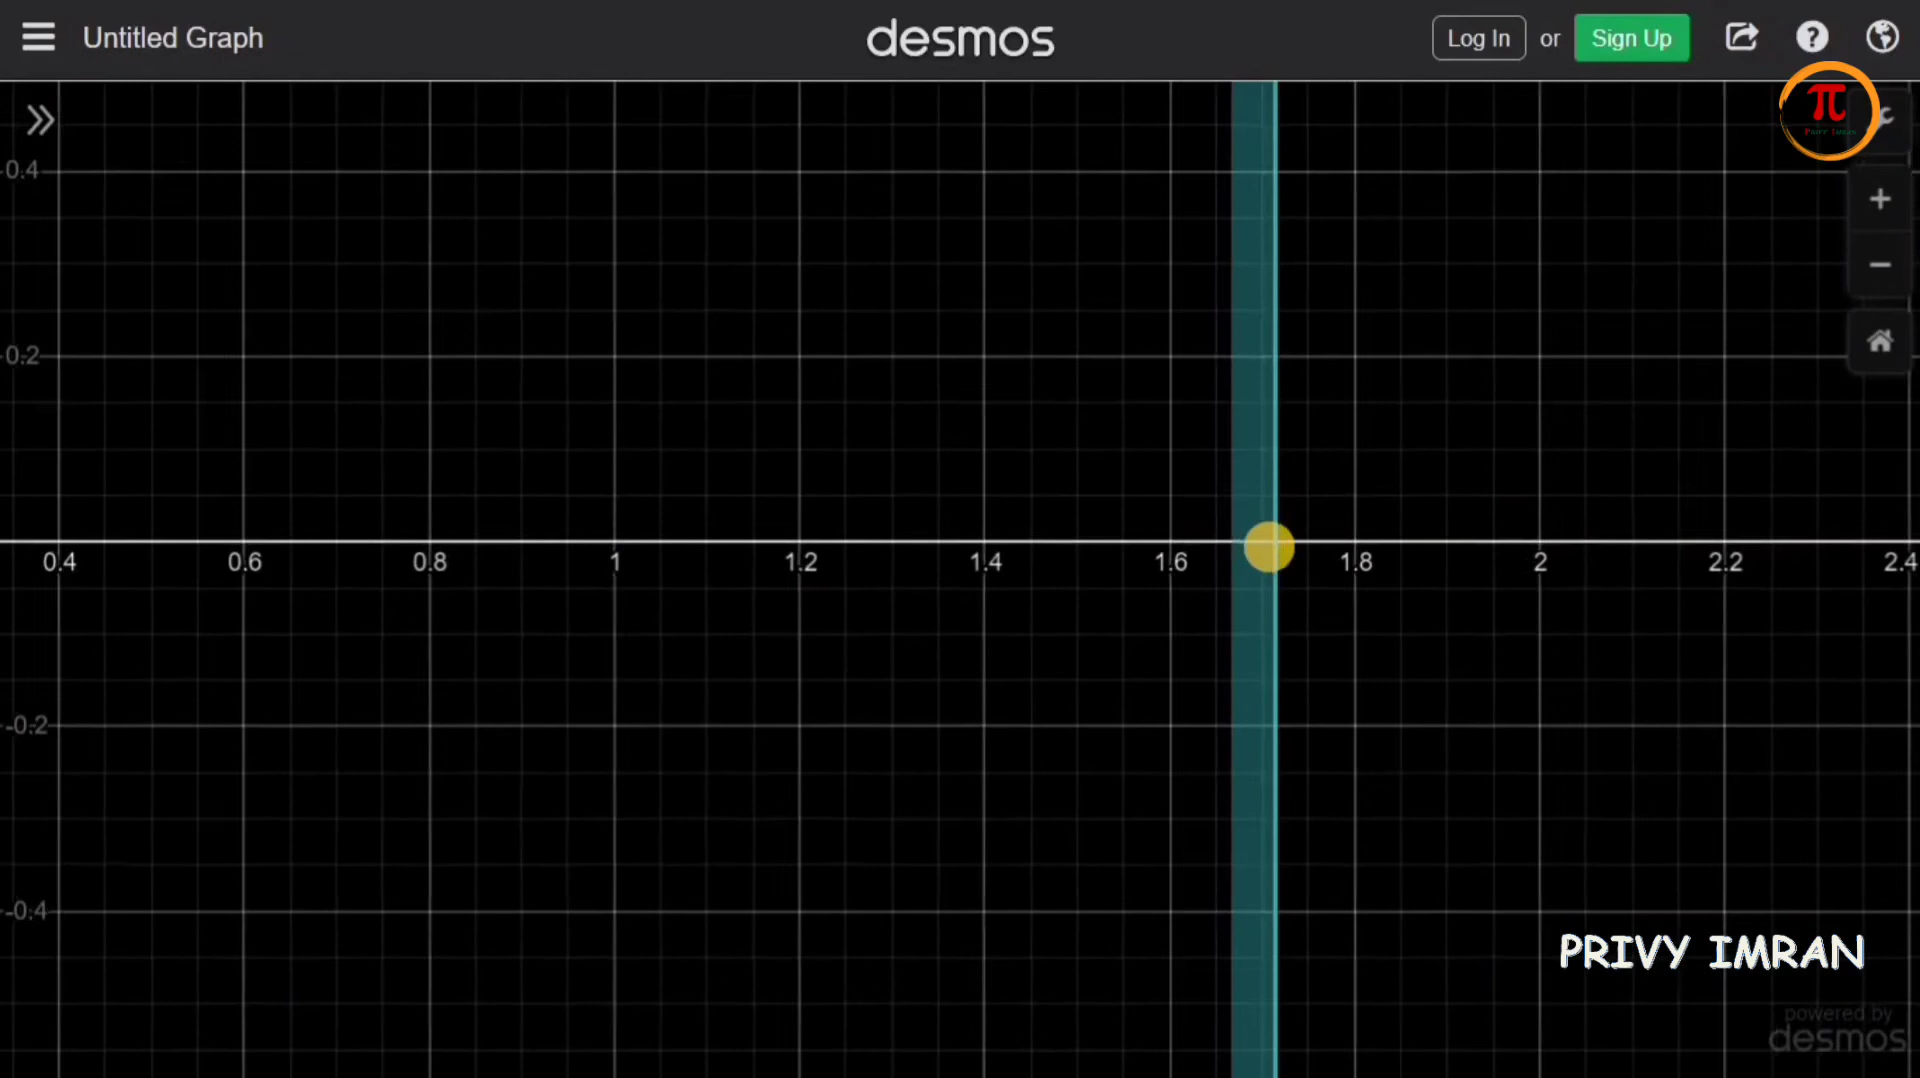 Untitled Graph
desmos
Log In or Sign Up
π
PRIVY IMRAN
0.4
0.2
0.4 0.6 0.8 1 1.2 1.4 1.6 1.8 2 2.2 2.4
-0.2
-0.4
PRIVY IMRAN
powered by
desmos